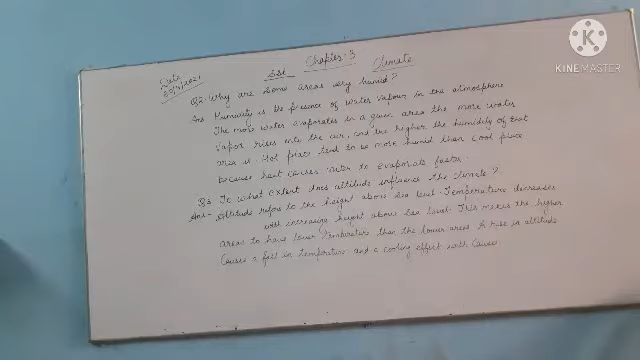 Date
SSt
Chapter:3
Climate
Q2- Why are some areas very humid?
Ans Humidity is the presence of water vapour in the atmosphere
The more water evaporates in a given area the more water
vapor rises into the air, and the higher the humidity of that
Hot places tend to be more humid than cool place
because heat causes water to evaporate faster.
Q3 To what extent does altitude influence the climate?
Ans- Altitude refers to the height above sea level. Temperature decreases
with increasing height above sea level. This makes the higher
areas to have lower Temperature than the lower areas A rise in altitude
Causes a fall in temperature and a cooling effect with Causes
KINEMASTER